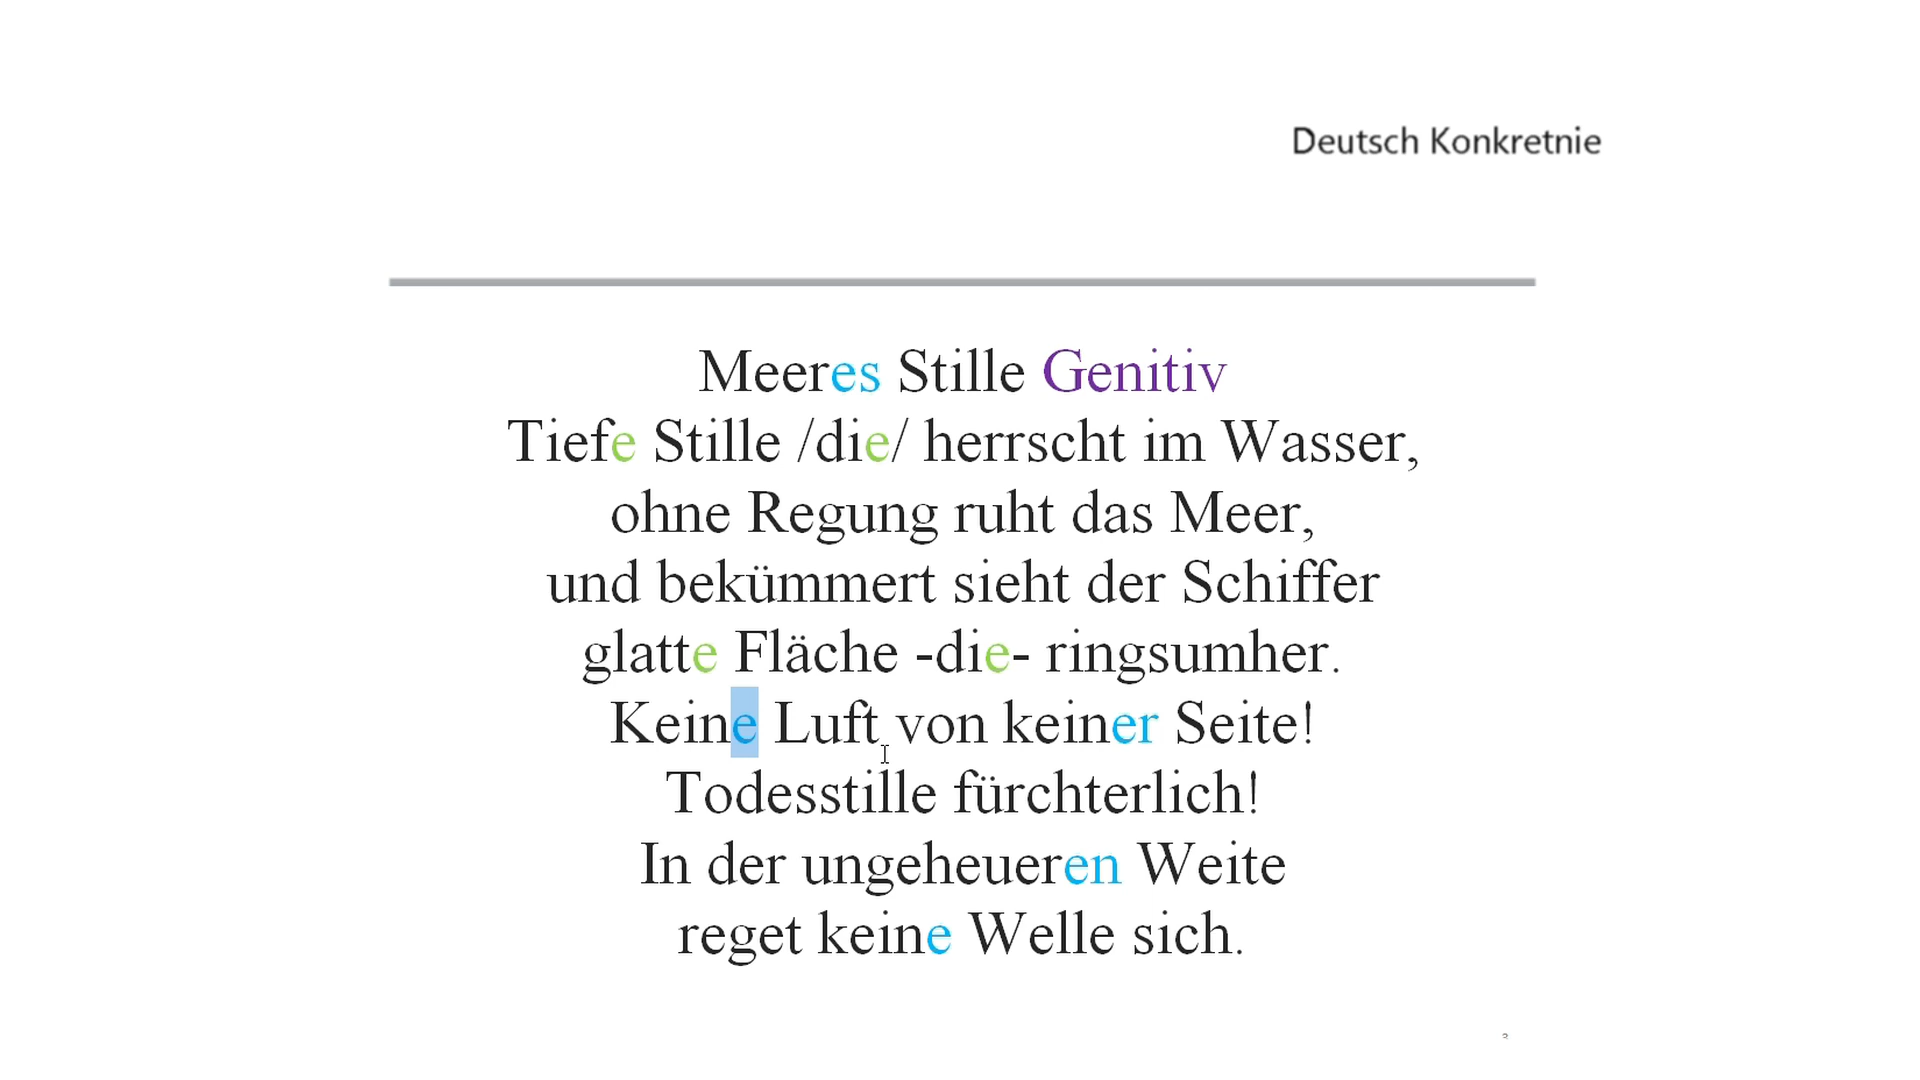 Deutsch Konkretnie
Meeres Stille Genitiv
Tiefe Stille /die/ herrscht im Wasser,
ohne Regung ruht das Meer,
und bekümmert sieht der Schiffer
glatte Fläche -die- ringsumher.
Keine Luft von keiner Seite!
Todesstille fürchterlich!
In der ungeheueren Weite
reget keine Welle sich.